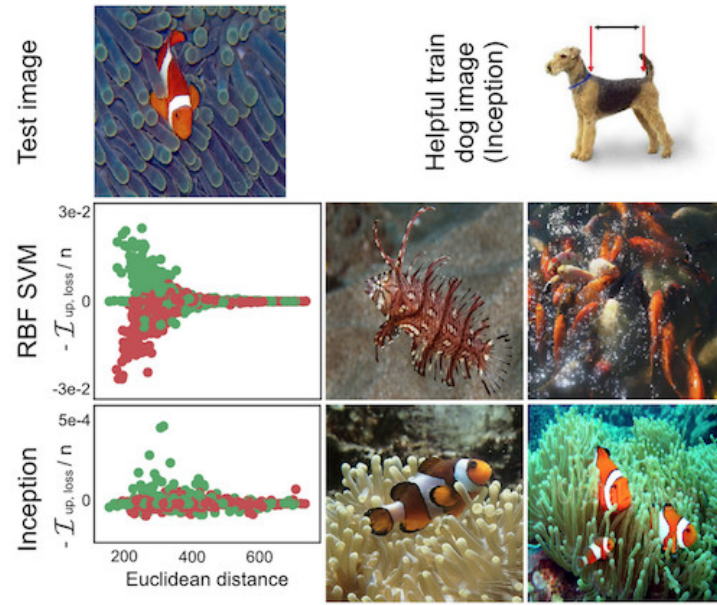 Test image
Helpful train
dog image
(Inception)
RBF SVM
- 𝓘 up, loss / n
3e-2
0
-3e-2
Inception
- 𝓘 up, loss / n
5e-4
0
200 400 600
Euclidean distance